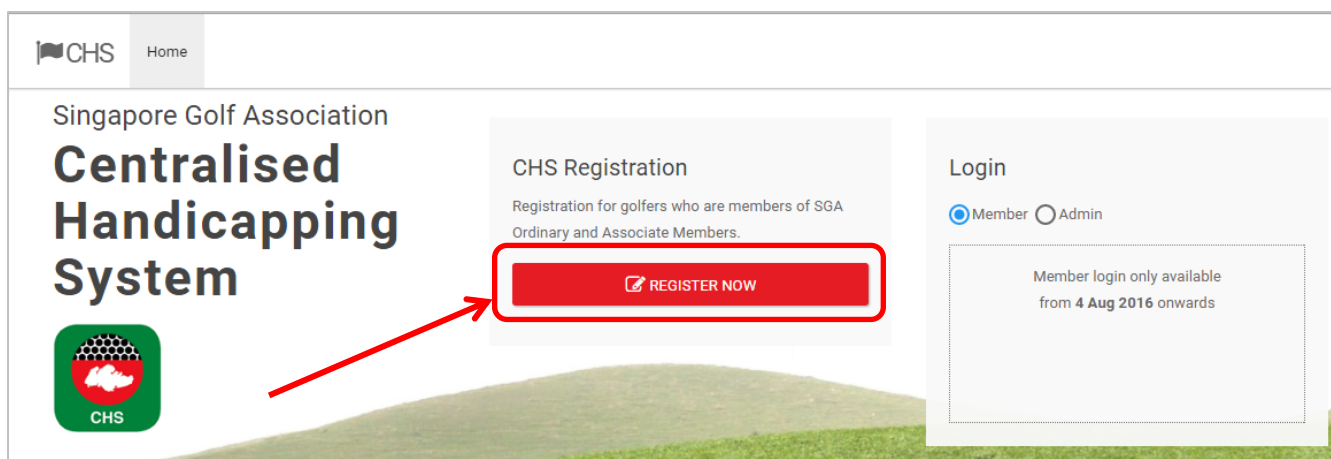 CHS
Home
Singapore Golf Association
Centralised
Handicapping
System
CHS
CHS Registration
Registration for golfers who are members of SGA
Ordinary and Associate Members.
REGISTER NOW
Login
Member
Admin
Member login only available
from 4 Aug 2016 onwards